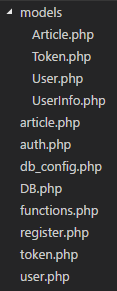 models
Article.php
Token.php
User.php
UserInfo.php
article.php
auth.php
db_config.php
DB.php
functions.php
register.php
token.php
user.php